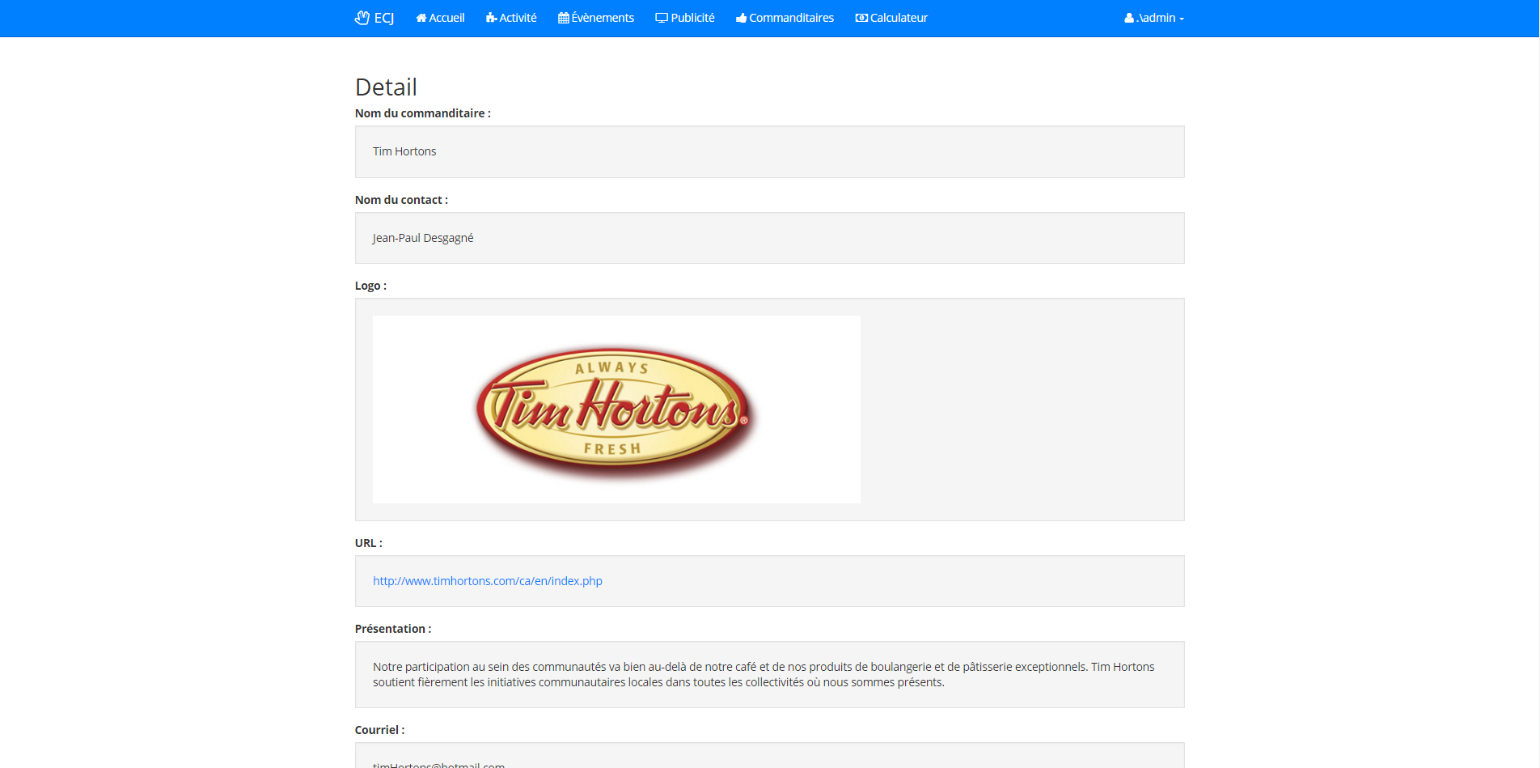 ECJ Accueil Activité Évènements Publicité Commanditaires Calculateur .\admin
Detail
Nom du commanditaire :
Tim Hortons
Nom du contact :
Jean-Paul Desgagné
Logo :
ALWAYS
Tim Hortons®
FRESH
URL :
http://www.timhortons.com/ca/en/index.php
Présentation :
Notre participation au sein des communautés va bien au-delà de notre café et de nos produits de boulangerie et de pâtisserie exceptionnels. Tim Hortons
soutient fièrement les initiatives communautaires locales dans toutes les collectivités où nous sommes présents.
Courriel :
timHortons@hotmail.com